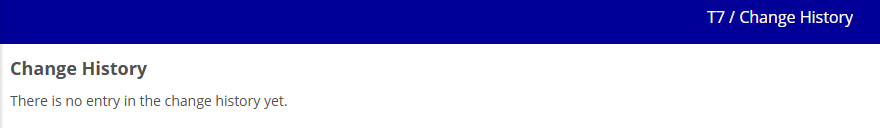 T7 / Change History
Change History
There is no entry in the change history yet.